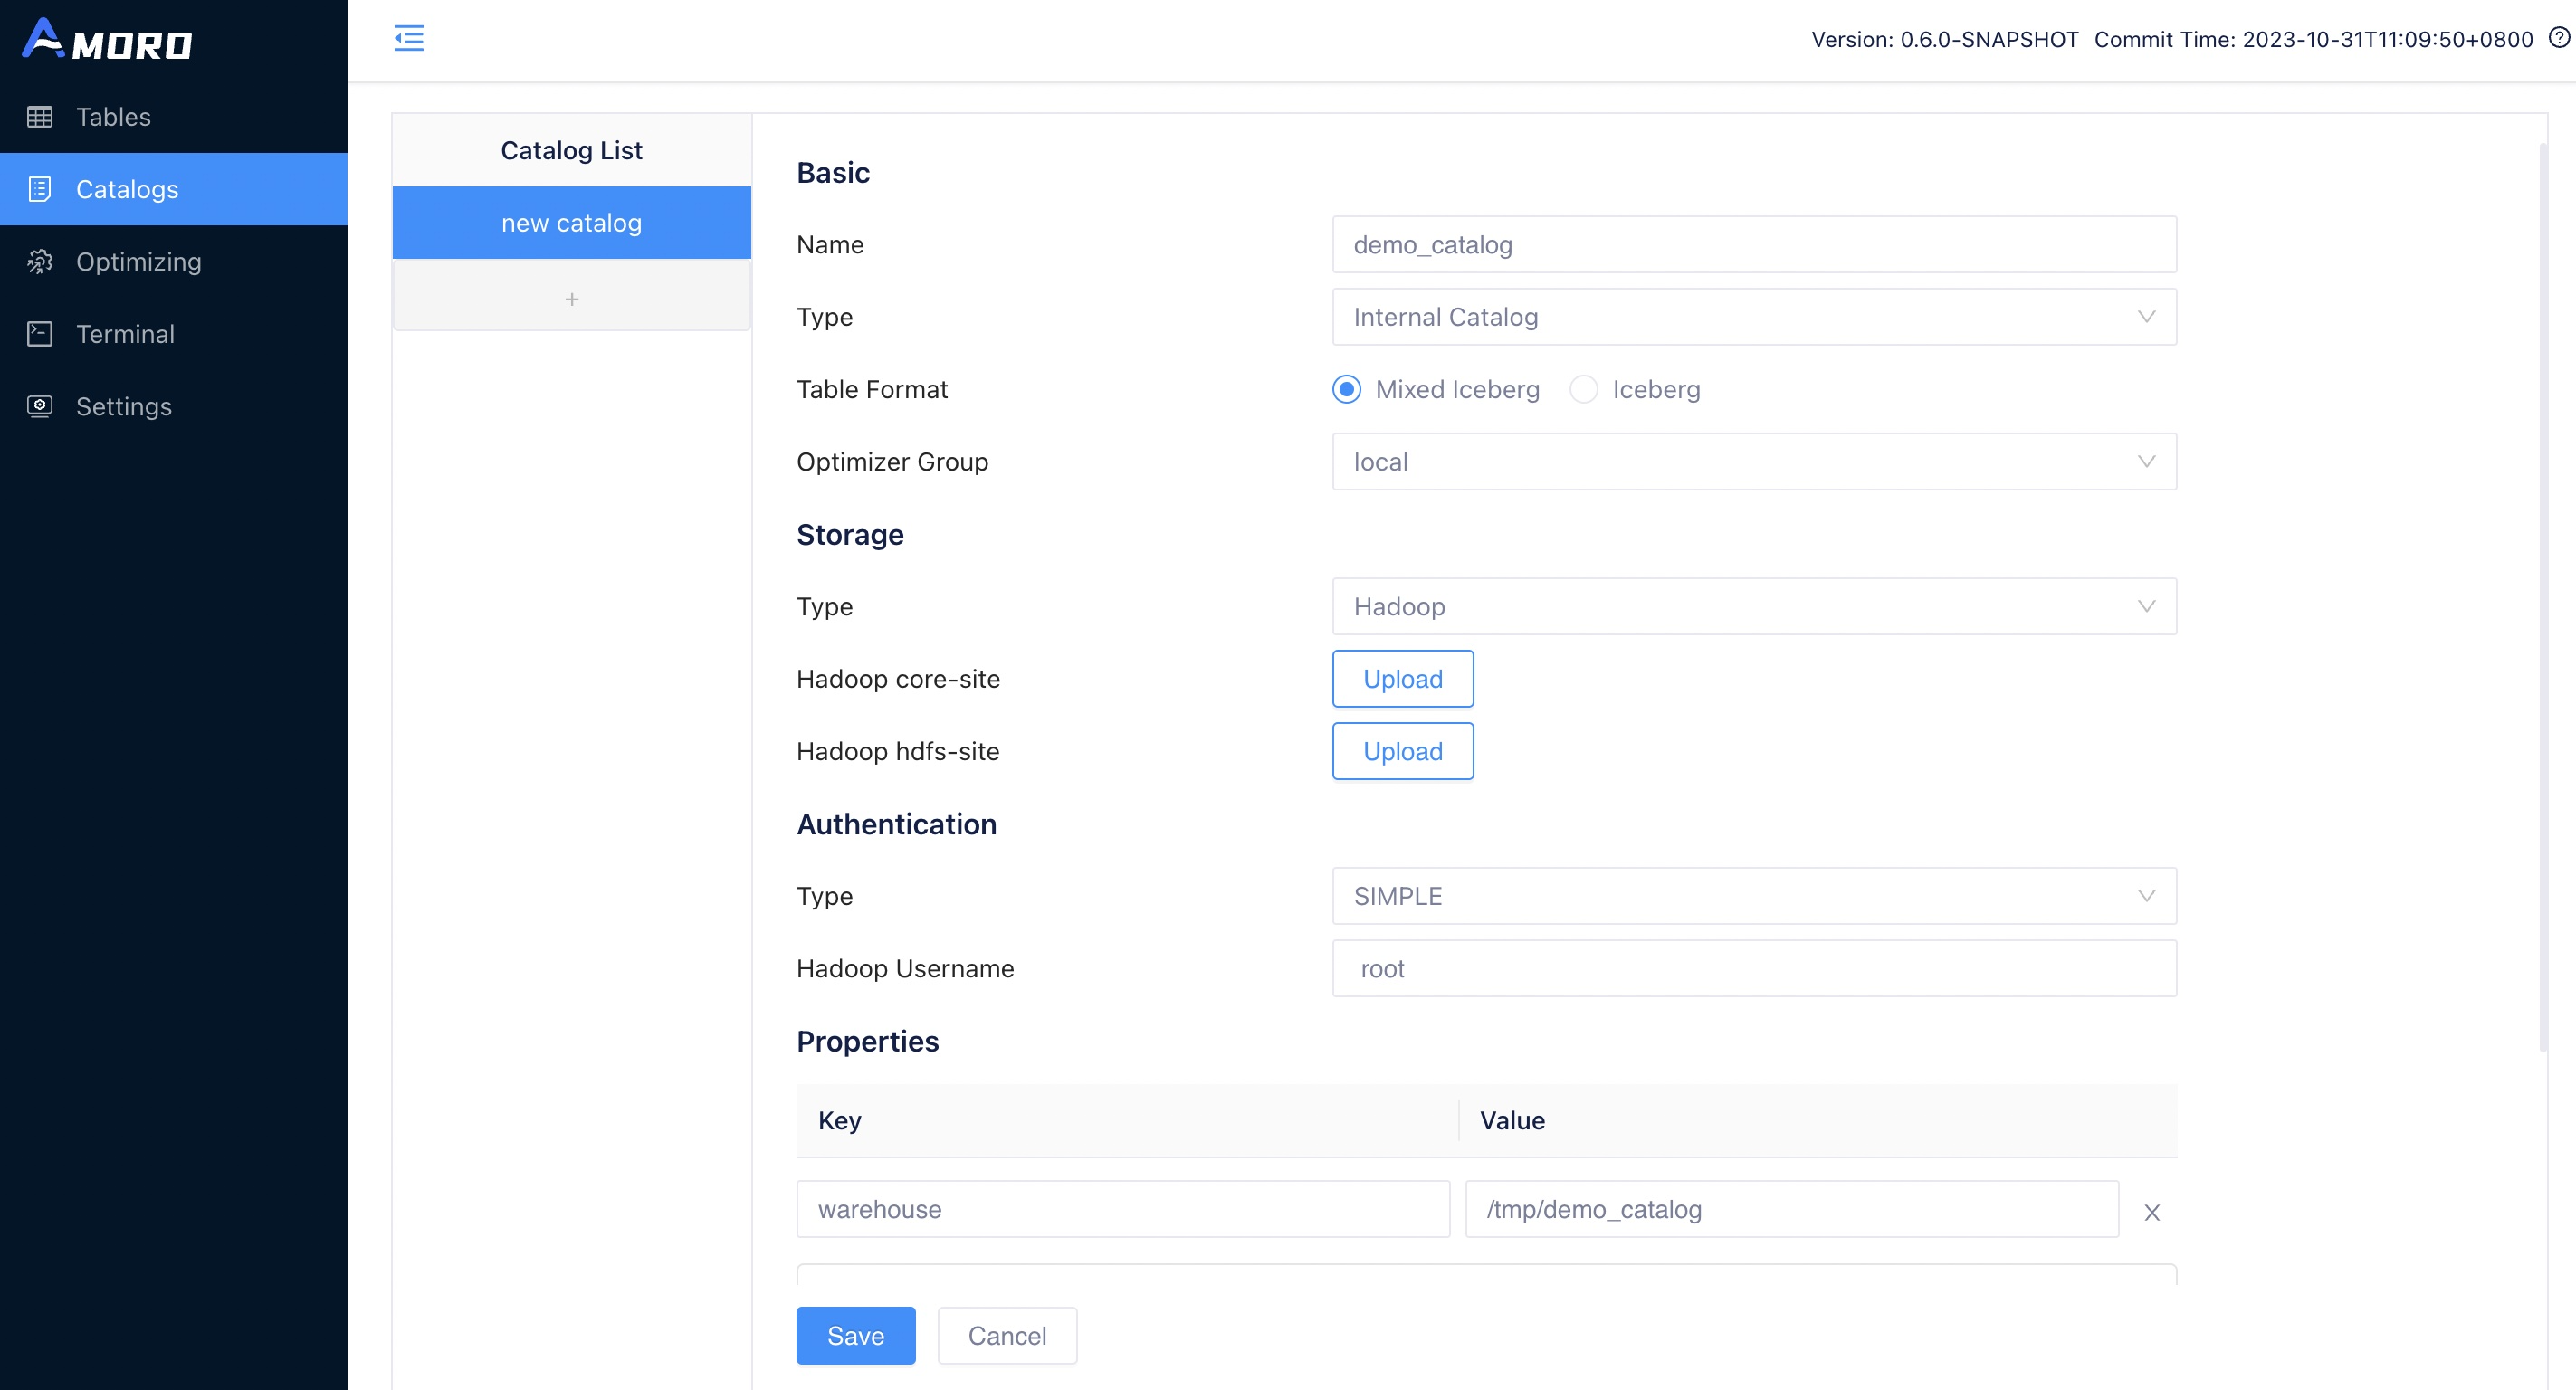 AMORO
Version: 0.6.0-SNAPSHOT Commit Time: 2023-10-31T11:09:50+0800
Tables
Catalogs
Optimizing
Terminal
Settings
Catalog List
new catalog
+
Basic
Name demo_catalog
Type Internal Catalog
Table Format Mixed Iceberg Iceberg
Optimizer Group local
Storage
Type Hadoop
Hadoop core-site Upload
Hadoop hdfs-site Upload
Authentication
Type SIMPLE
Hadoop Username root
Properties
Key Value
warehouse /tmp/demo_catalog
Save Cancel